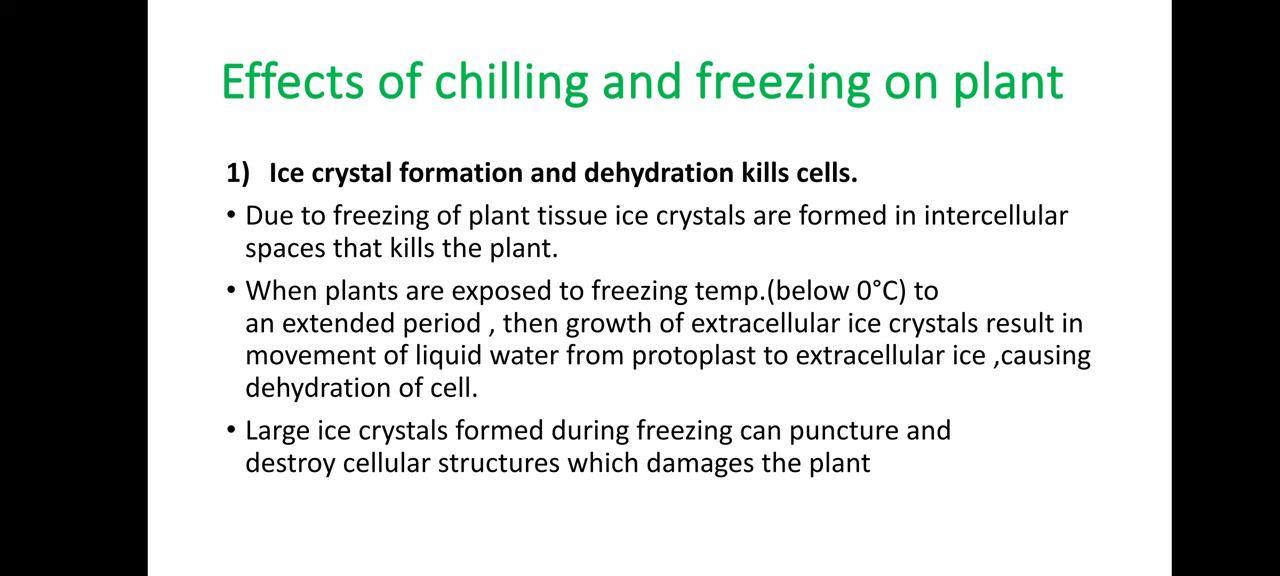 Effects of chilling and freezing on plant
1) Ice crystal formation and dehydration kills cells.
• Due to freezing of plant tissue ice crystals are formed in intercellular
spaces that kills the plant.
• When plants are exposed to freezing temp.(below 0°C) to
an extended period , then growth of extracellular ice crystals result in
movement of liquid water from protoplast to extracellular ice ,causing
dehydration of cell.
• Large ice crystals formed during freezing can puncture and
destroy cellular structures which damages the plant